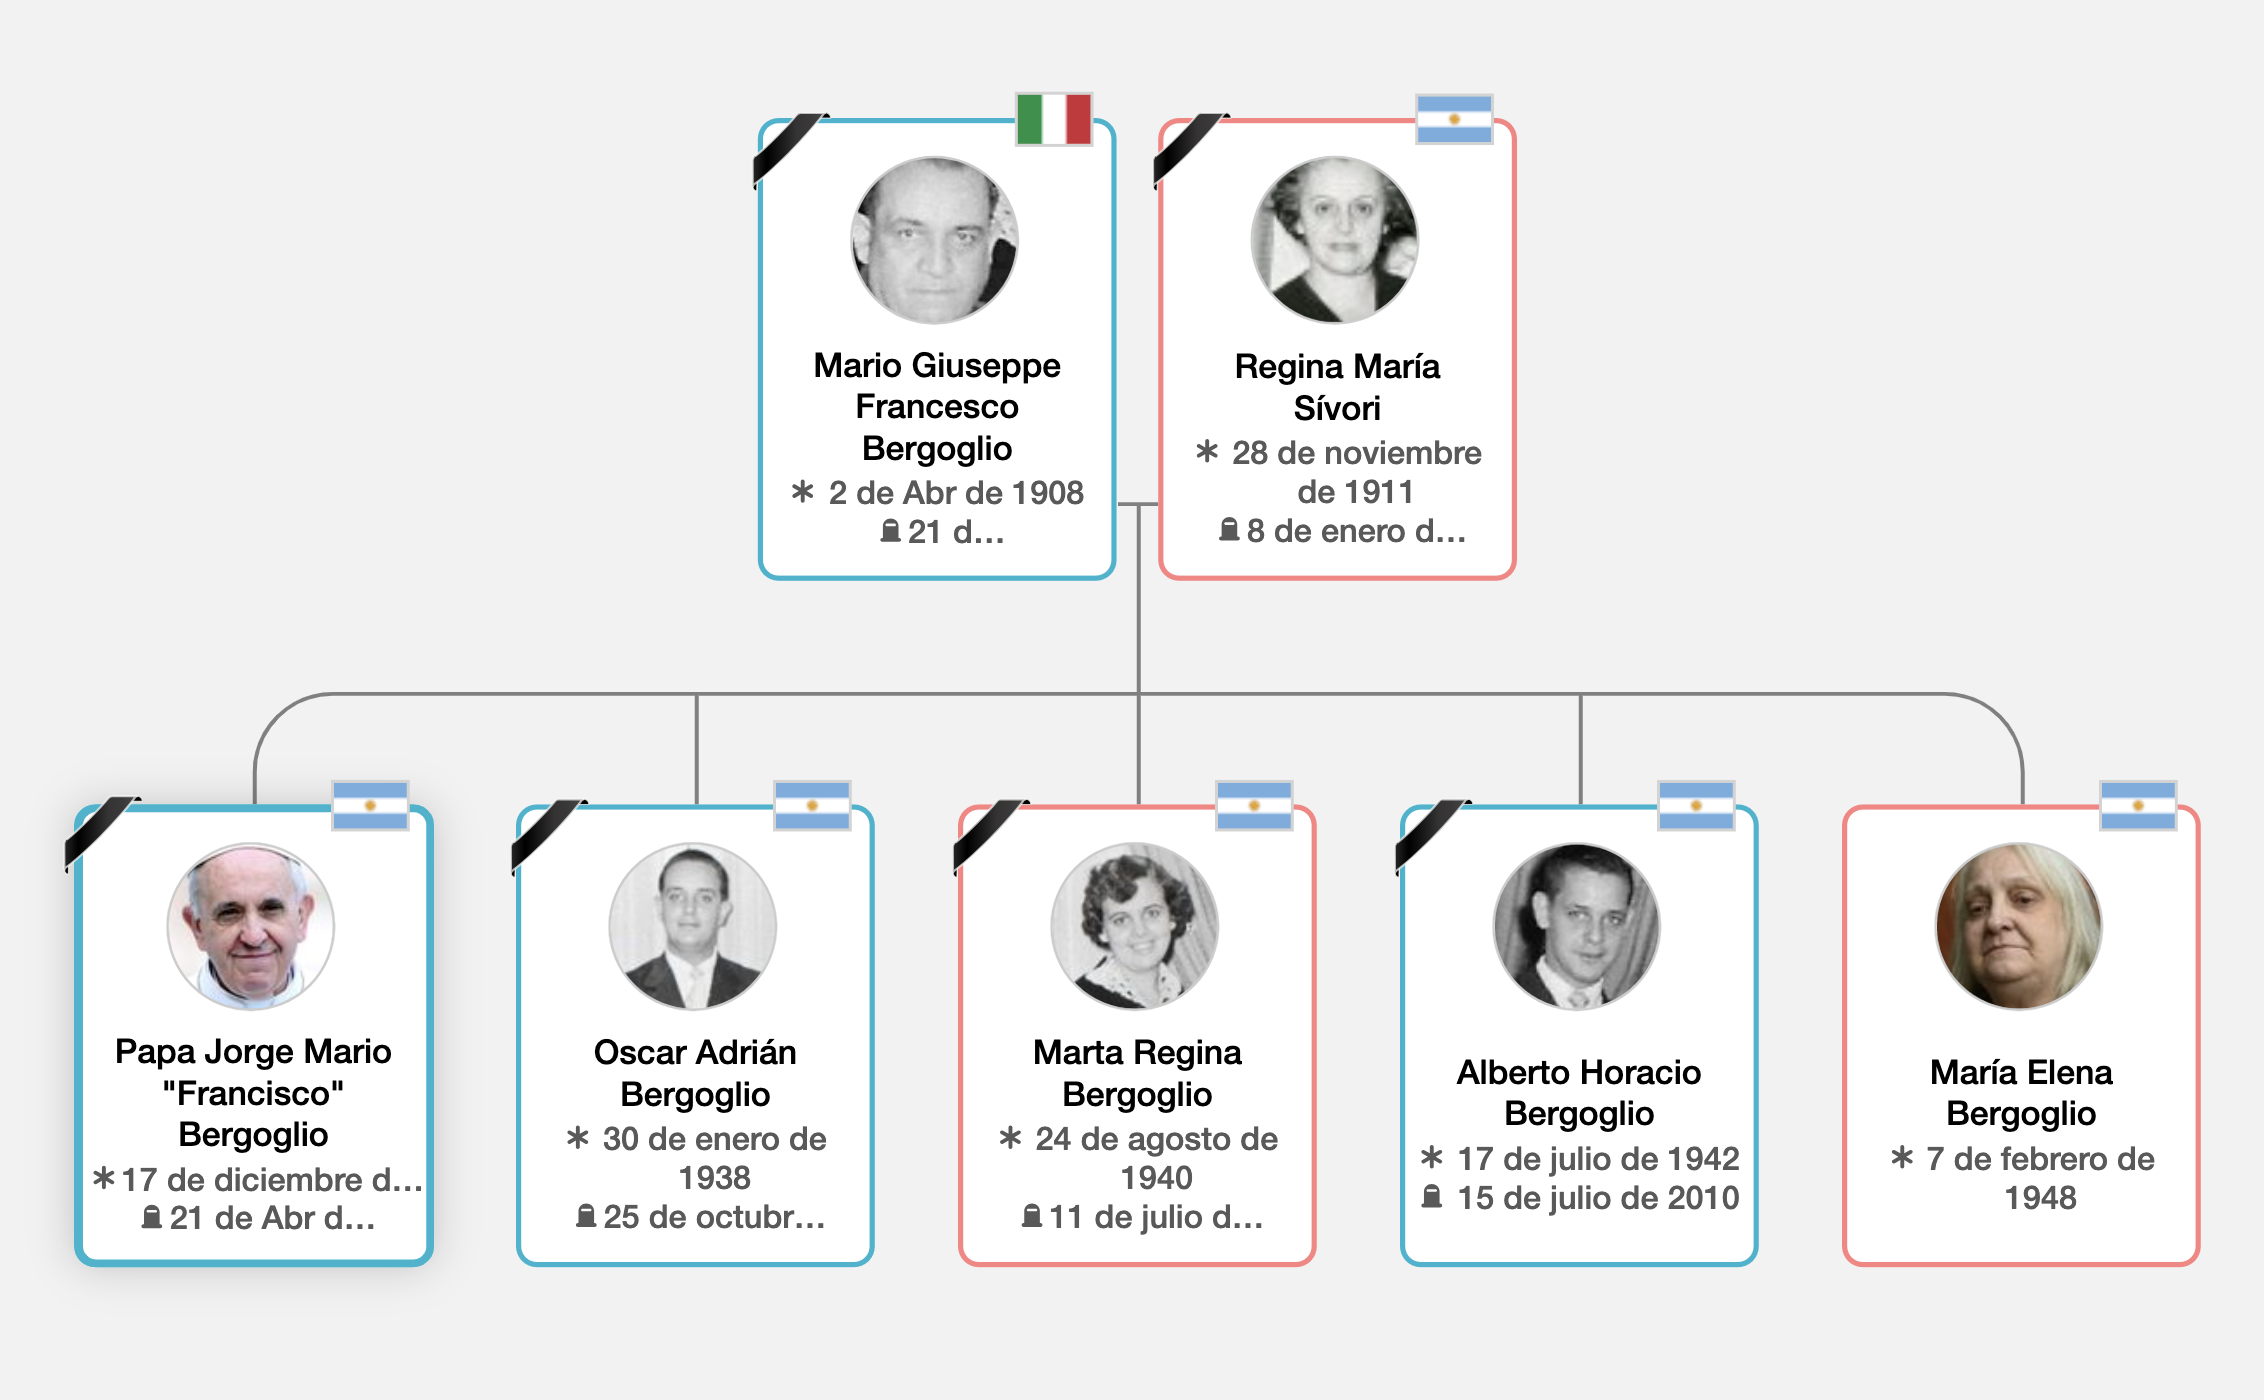 Mario Giuseppe
Francesco
Bergoglio
* 2 de Abr de 1908
21 d...
Regina María
Sívori
* 28 de noviembre
de 1911
8 de enero d...
Papa Jorge Mario
"Francisco"
Bergoglio
* 17 de diciembre d...
21 de Abr d...
Oscar Adrián
Bergoglio
* 30 de enero de
1938
25 de octubr...
Marta Regina
Bergoglio
* 24 de agosto de
1940
11 de julio d...
Alberto Horacio
Bergoglio
* 17 de julio de 1942
15 de julio de 2010
María Elena
Bergoglio
* 7 de febrero de
1948